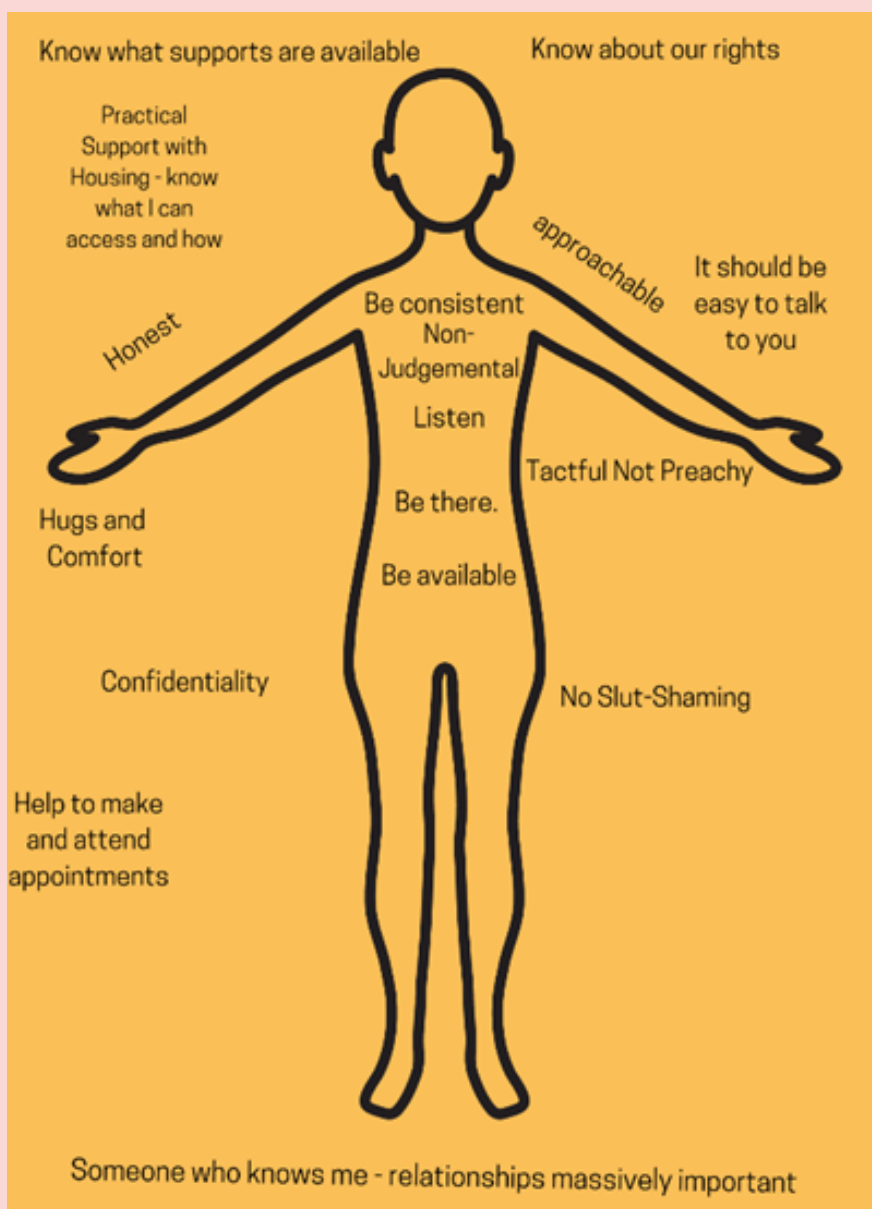 Know what supports are available
Know about our rights
Practical
Support with
Housing - know
what I can
access and how
approachable
It should be
easy to talk
to you
Honest
Be consistent
Non-
Judgemental
Listen
Tactful Not Preachy
Be there.
Hugs and
Comfort
Be available
Confidentiality
No Slut-Shaming
Help to make
and attend
appointments
Someone who knows me - relationships massively important